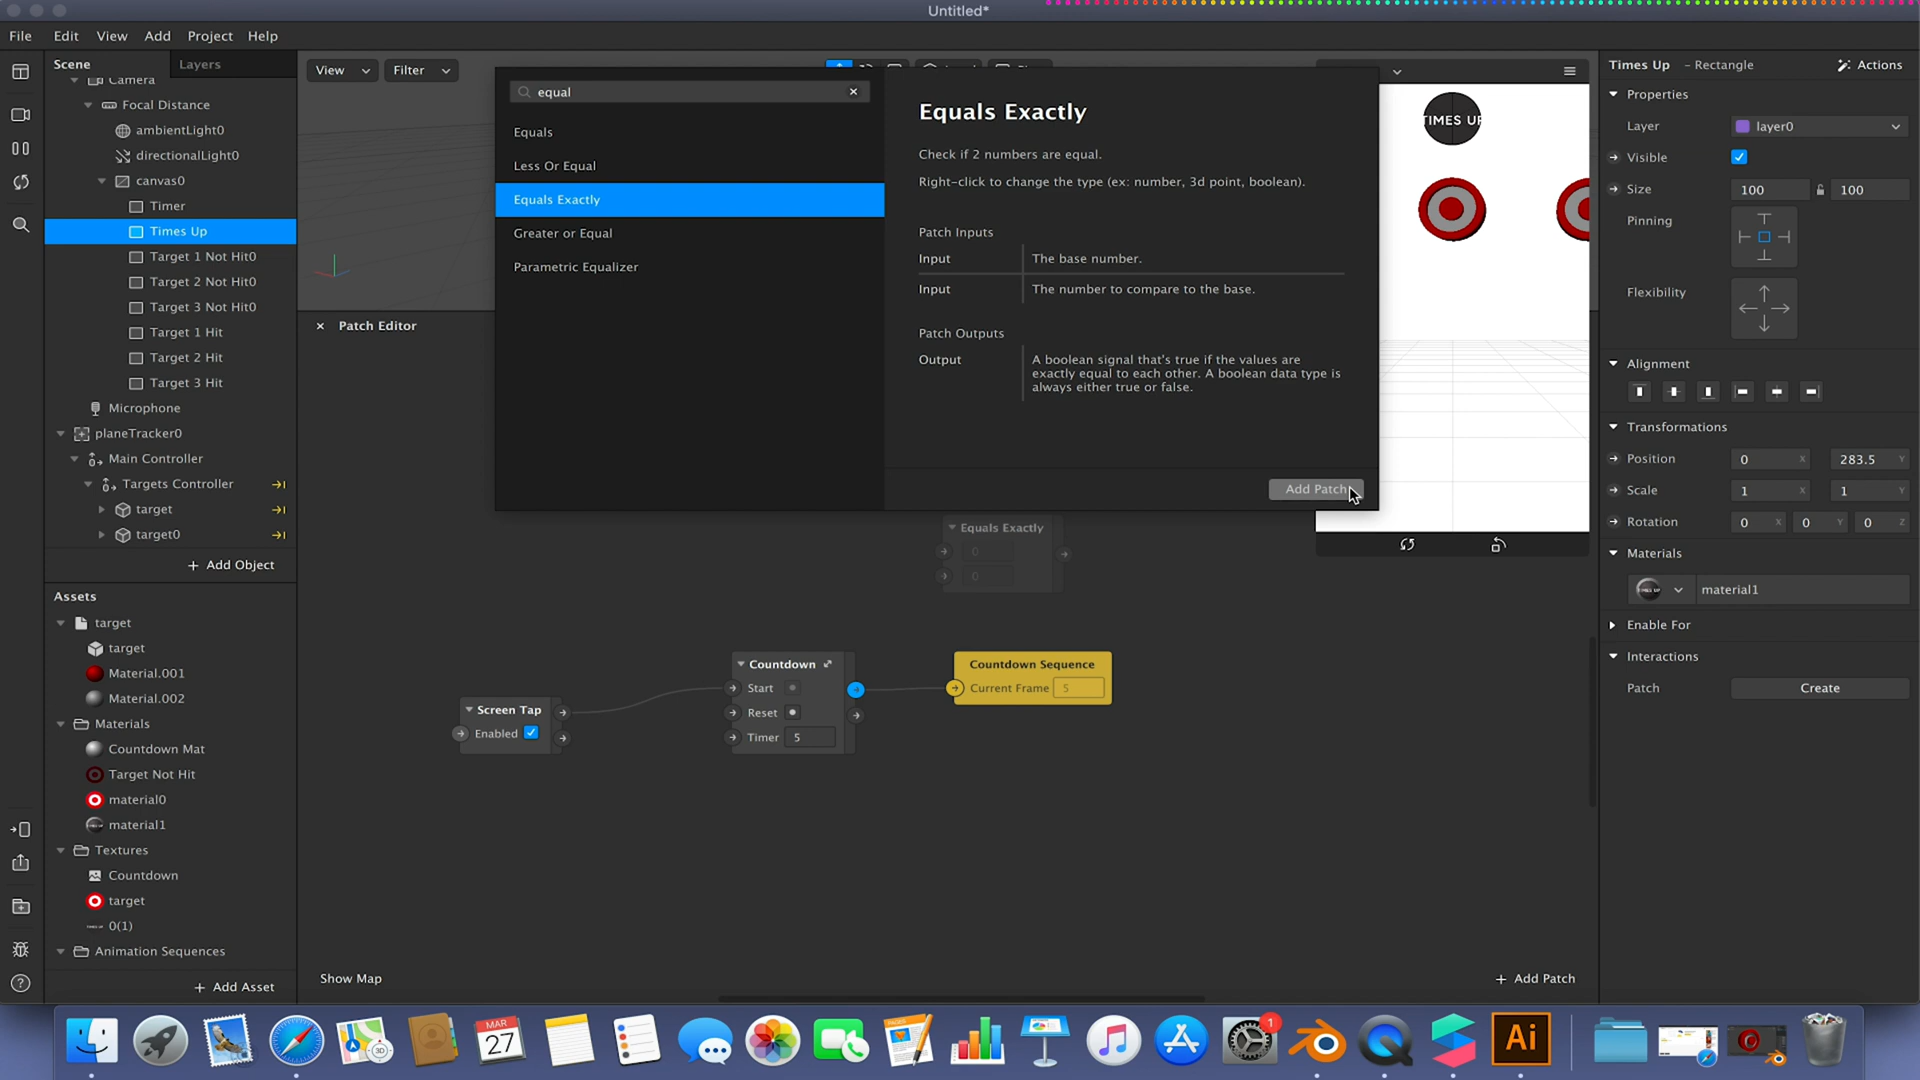 Untitled*
File Edit View Add Project Help
Scene Layers
Camera
Focal Distance
ambientLight0
directionalLight0
canvas0
Timer
Times Up
Target 1 Not Hit0
Target 2 Not Hit0
Target 3 Not Hit0
Target 1 Hit
Target 2 Hit
Target 3 Hit
Microphone
planeTracker0
Main Controller
Targets Controller
target
target0
+ Add Object
Assets
target
target
Material.001
Material.002
Materials
Countdown Mat
Target Not Hit
material0
material1
Textures
Countdown
target
0(1)
Animation Sequences
+ Add Asset
View Filter
equal
Equals
Less Or Equal
Equals Exactly
Greater or Equal
Parametric Equalizer
Equals Exactly
Check if 2 numbers are equal.
Right-click to change the type (ex: number, 3d point, boolean).
Patch Inputs
Input The base number.
Input The number to compare to the base.
Patch Outputs
Output A boolean signal that's true if the values are
exactly equal to each other. A boolean data type is
always either true or false.
Add Patch
Patch Editor
Equals Exactly
0
0
Screen Tap
Enabled
Countdown
Start
Reset
Timer 5
Countdown Sequence
Current Frame 5
Show Map
+ Add Patch
TIMES UP
Times Up - Rectangle Actions
Properties
Layer layer0
Visible
Size 100 100
Pinning
Flexibility
Alignment
Transformations
Position 0 X 283.5 Y
Scale 1 X 1 Y
Rotation 0 X 0 Y 0 Z
Materials
TIMES UP material1
Enable For
Interactions
Patch Create
MAR
27
3D
PAGES
1
Ai